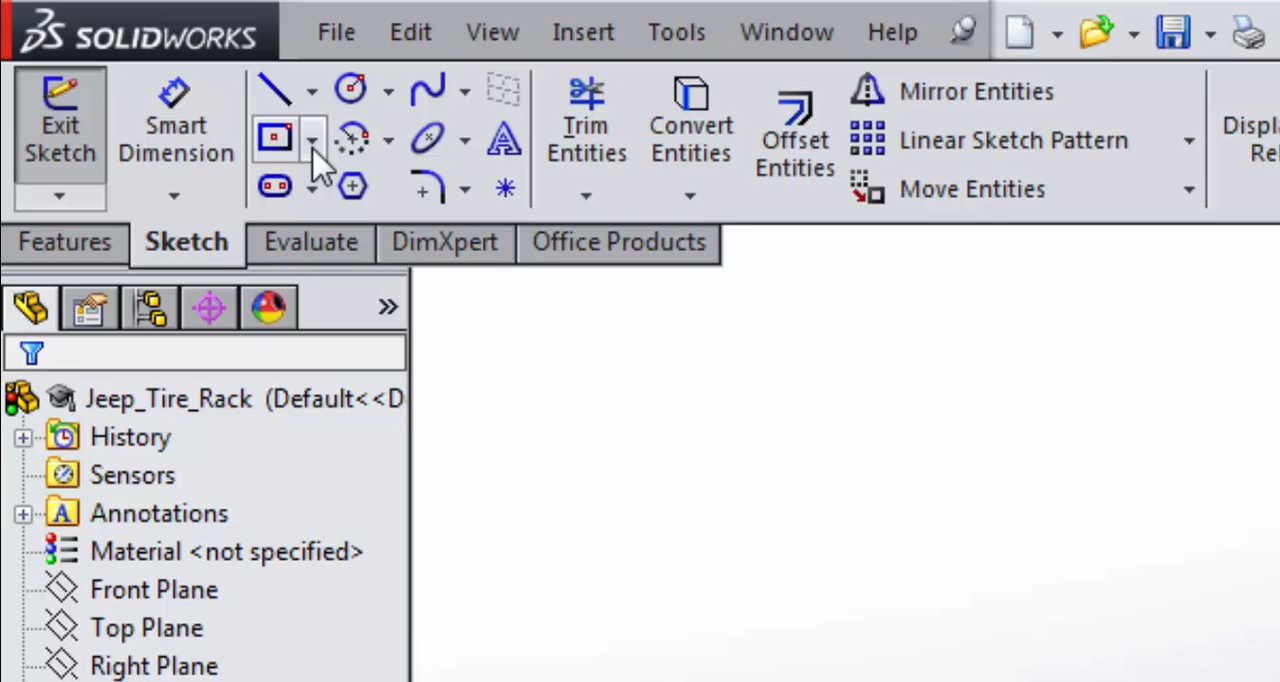 SOLIDWORKS File Edit View Insert Tools Window Help
Exit Sketch
Smart Dimension
Trim Entities
Convert Entities
Offset Entities
Mirror Entities
Linear Sketch Pattern
Move Entities
Displa
Rel
Features Sketch Evaluate DimXpert Office Products
Jeep_Tire_Rack (Default<<D
History
Sensors
Annotations
Material <not specified>
Front Plane
Top Plane
Right Plane